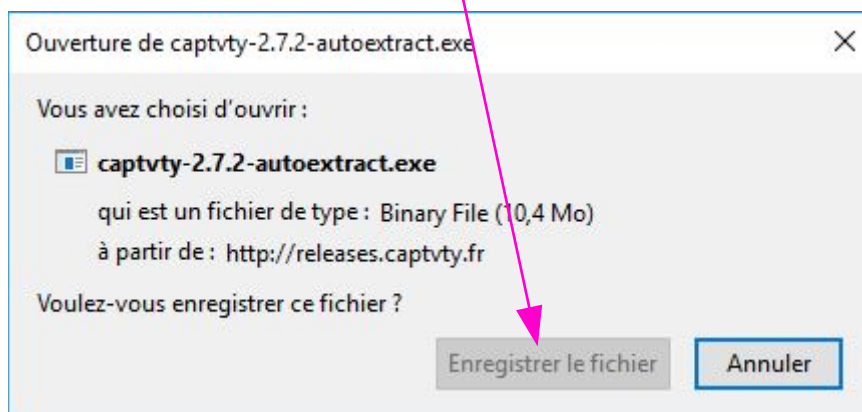 Ouverture de captvty-2.7.2-autoextract.exe
Vous avez choisi d'ouvrir :
captvty-2.7.2-autoextract.exe
qui est un fichier de type : Binary File (10,4 Mo)
à partir de : http://releases.captvty.fr
Voulez-vous enregistrer ce fichier ?
Enregistrer le fichier Annuler